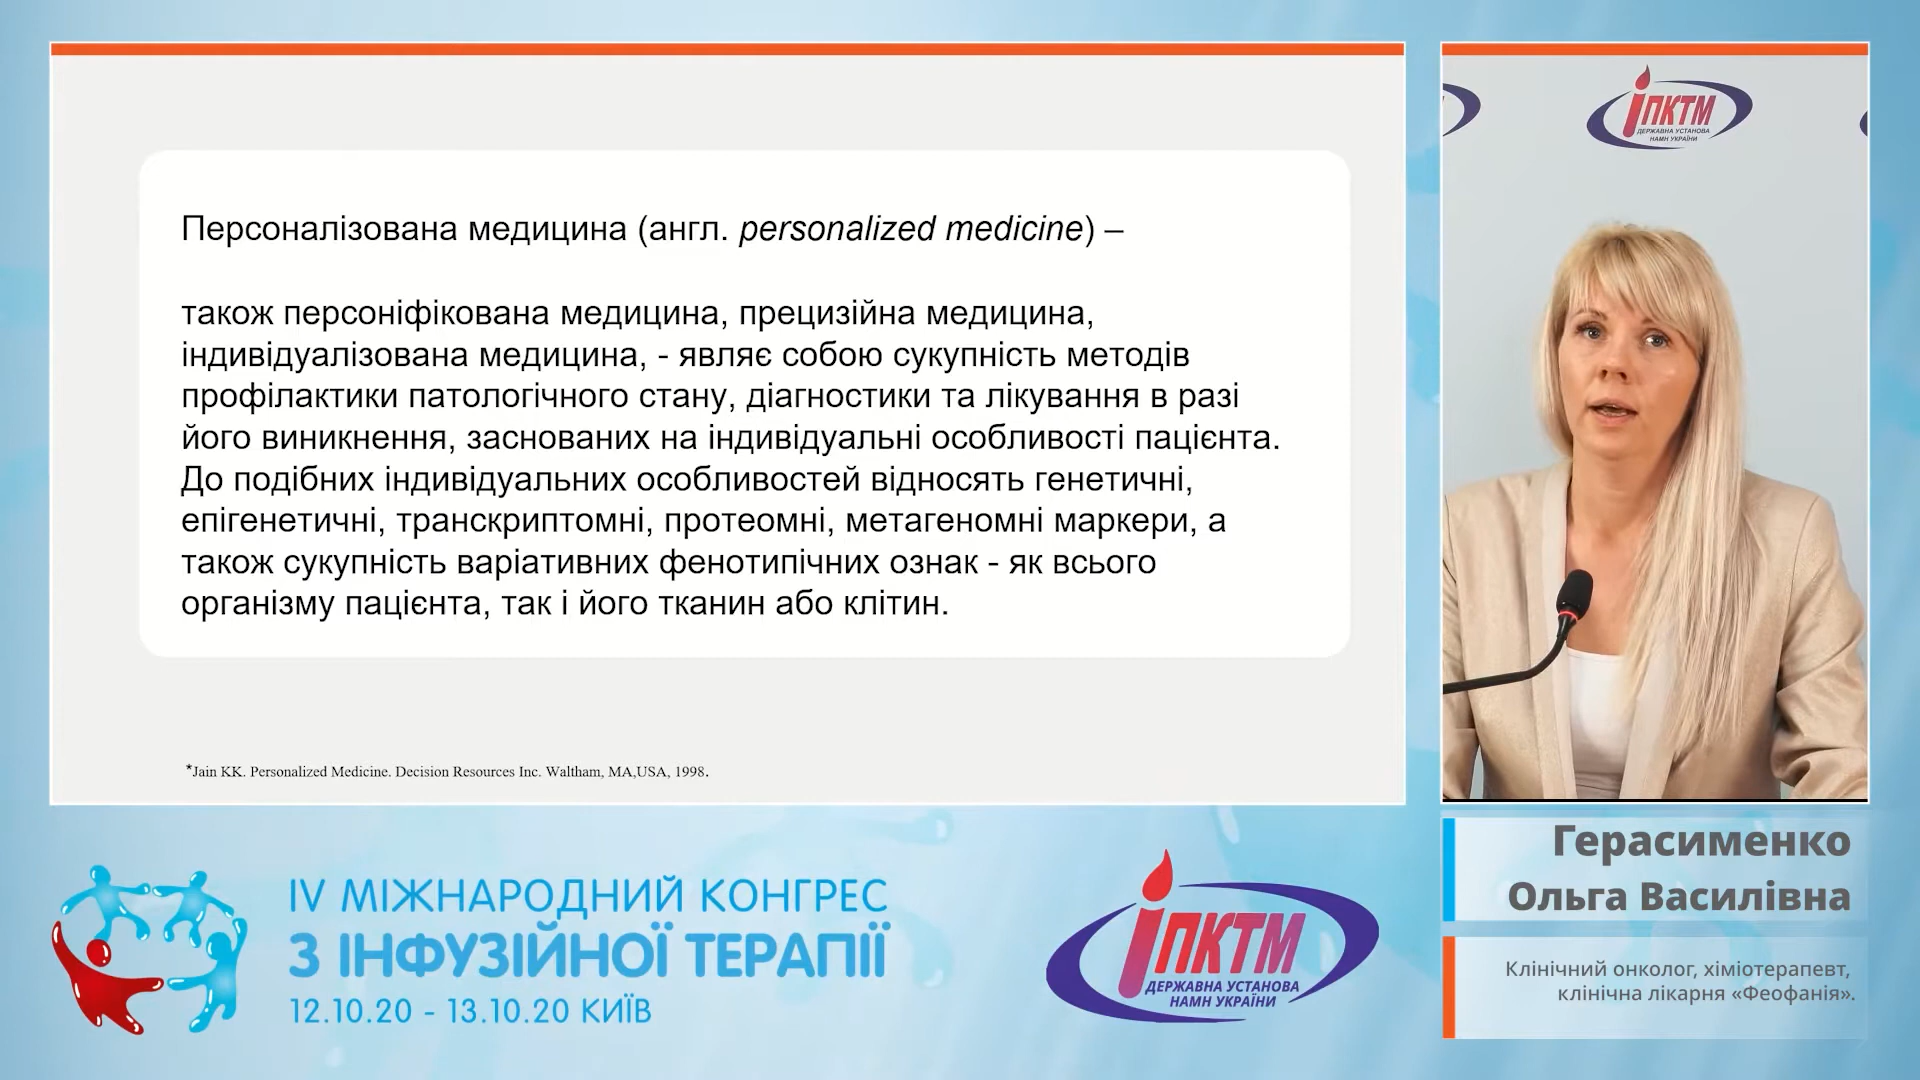 Персоналізована медицина (англ. personalized medicine) –
також персоніфікована медицина, прецизійна медицина,
індивідуалізована медицина, - являє собою сукупність методів
профілактики патологічного стану, діагностики та лікування в разі
його виникнення, заснованих на індивідуальні особливості пацієнта.
До подібних індивідуальних особливостей відносять генетичні,
епігенетичні, транскриптомні, протеомні, метагеномні маркери, а
також сукупність варіативних фенотипічних ознак - як всього
організму пацієнта, так і його тканин або клітин.
*Jain KK. Personalized Medicine. Decision Resources Inc. Waltham, MA,USA, 1998.
іПКТМ
ДЕРЖАВНА УСТАНОВА
НАМН УКРАЇНИ
Герасименко
Ольга Василівна
Клінічний онколог, хіміотерапевт,
клінічна лікарня «Феофанія».
IV МІЖНАРОДНИЙ КОНГРЕС
З ІНФУЗІЙНОЇ ТЕРАПІЇ
12.10.20 - 13.10.20 КИЇВ
іПКТМ
ДЕРЖАВНА УСТАНОВА
НАМН УКРАЇНИ